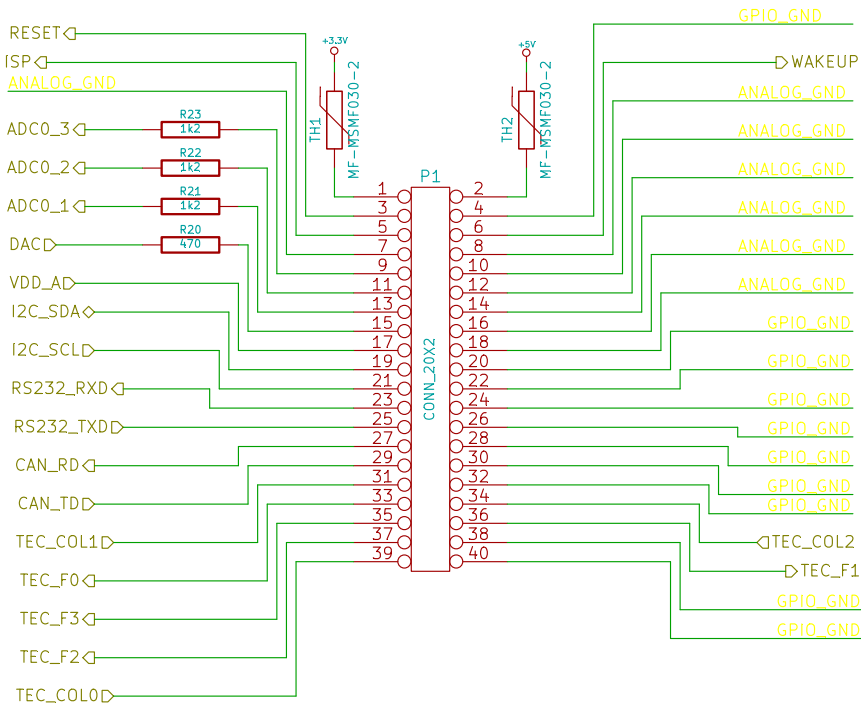 RESET
ISP
ANALOG_GND
ADC0_3
ADC0_2
ADC0_1
DAC
VDD_A
I2C_SDA
I2C_SCL
RS232_RXD
RS232_TXD
CAN_RD
CAN_TD
TEC_COL1
TEC_F0
TEC_F3
TEC_F2
TEC_COL0
R23
1k2
R22
1k2
R21
1k2
R20
470
+3.3V
TH1
MF-MSMF030-2
+5V
TH2
MF-MSMF030-2
P1
CONN_20X2
1 2
3 4
5 6
7 8
9 10
11 12
13 14
15 16
17 18
19 20
21 22
23 24
25 26
27 28
29 30
31 32
33 34
35 36
37 38
39 40
GPIO_GND
WAKEUP
ANALOG_GND
ANALOG_GND
ANALOG_GND
ANALOG_GND
ANALOG_GND
ANALOG_GND
GPIO_GND
GPIO_GND
GPIO_GND
GPIO_GND
GPIO_GND
GPIO_GND
GPIO_GND
TEC_COL2
TEC_F1
GPIO_GND
GPIO_GND